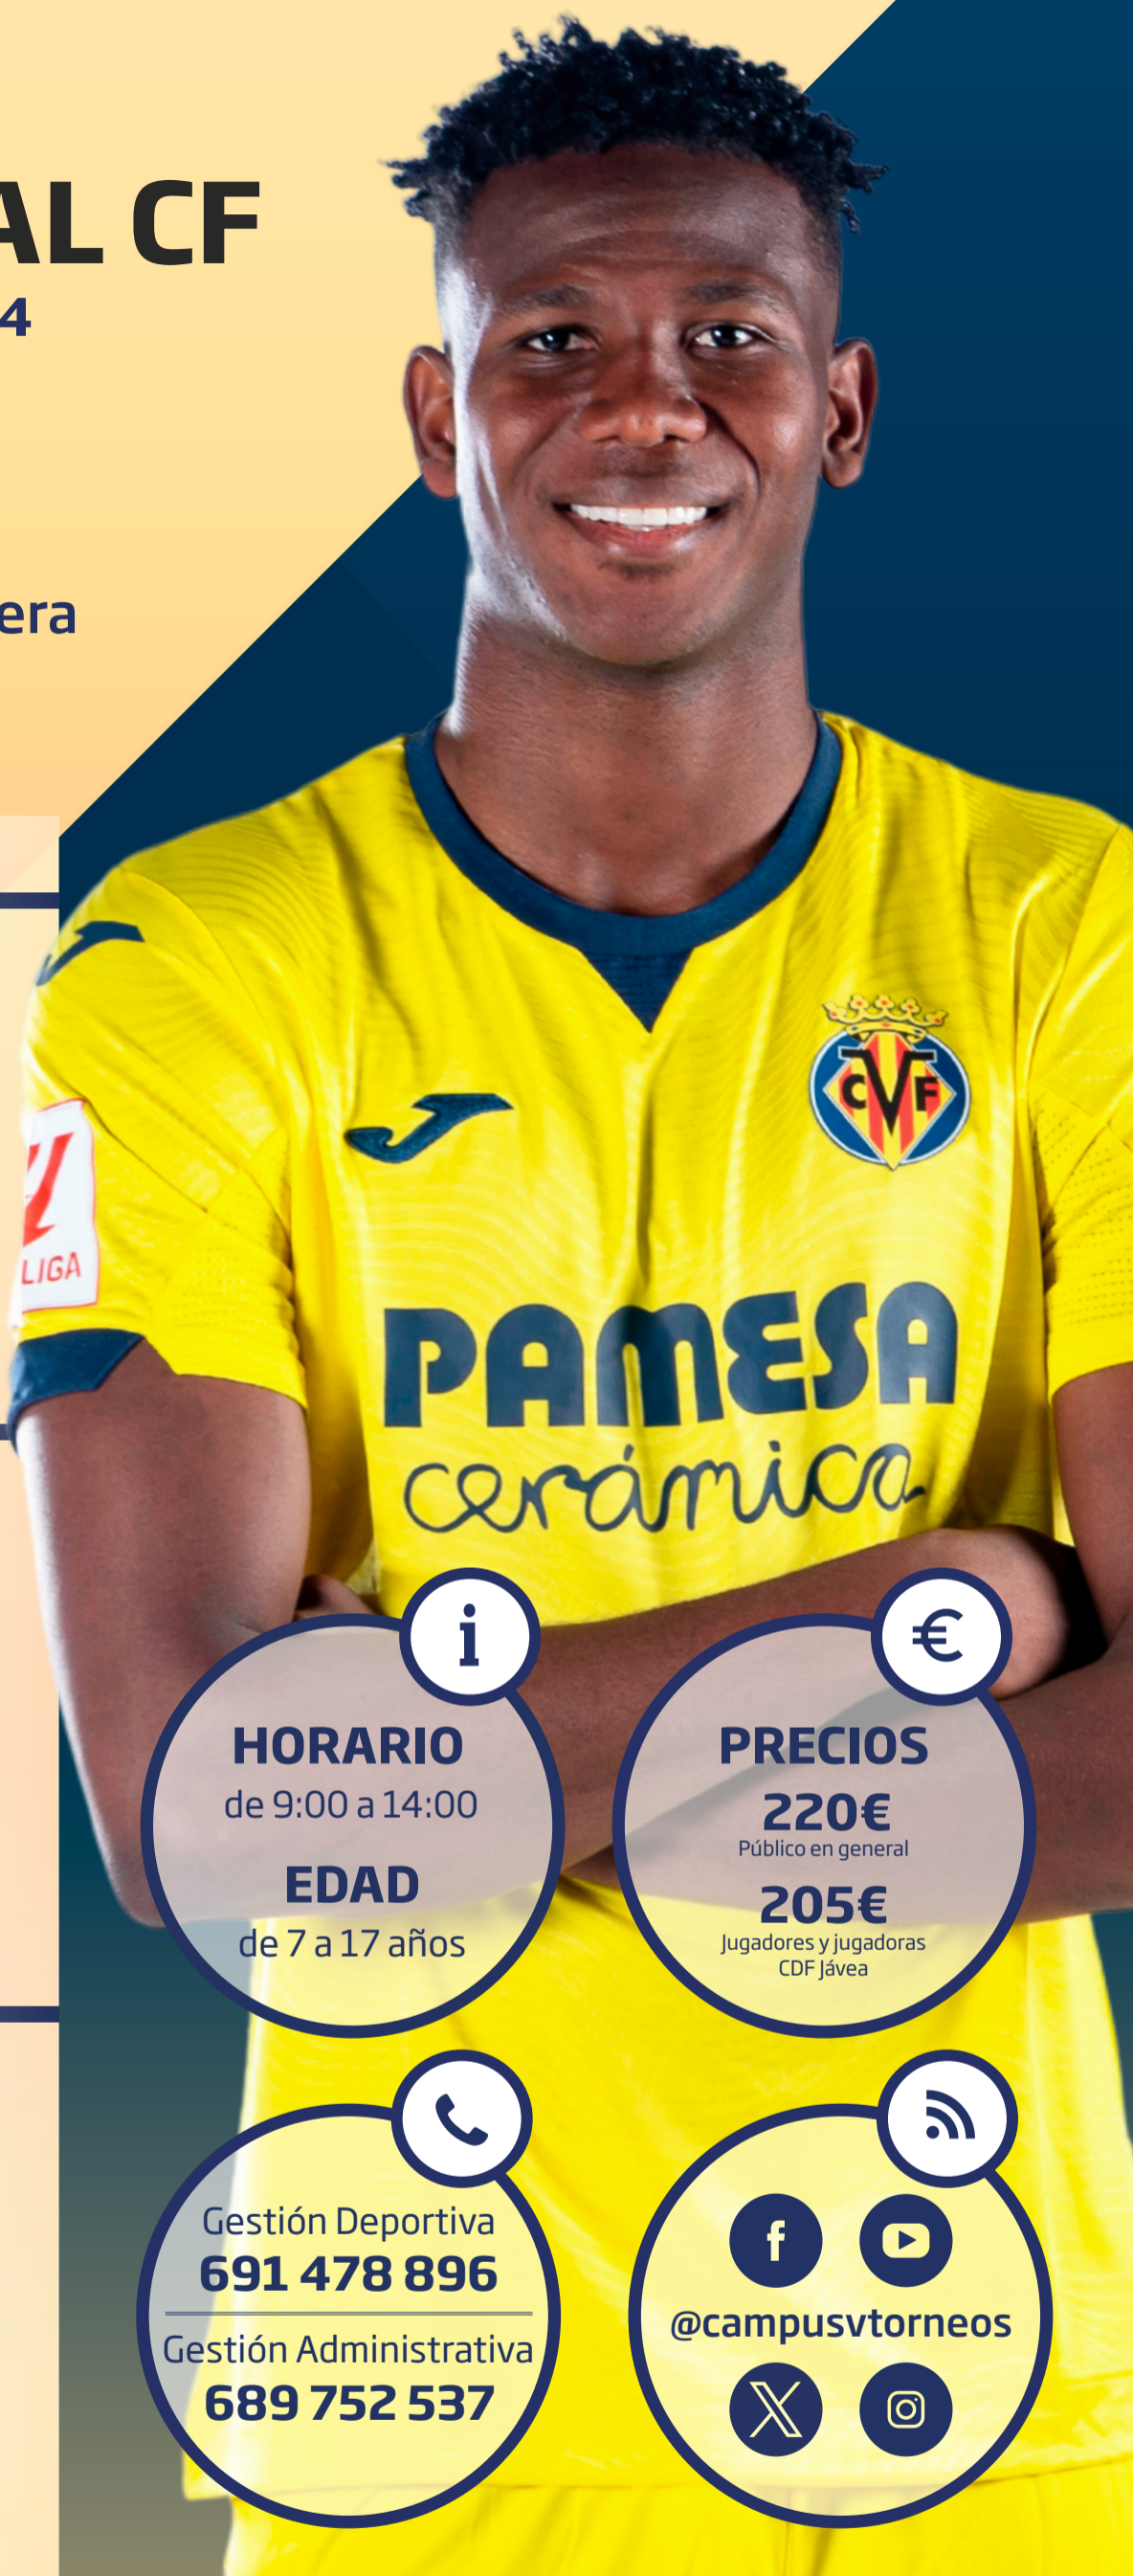 AL CF
4
era
LIGA
CVF
PAMESA
cerámica
HORARIO
de 9:00 a 14:00
EDAD
de 7 a 17 años
PRECIOS
220€
Público en general
205€
Jugadores y jugadoras
CDF Jávea
Gestión Deportiva
691 478 896
Gestión Administrativa
689 752 537
@campusvtorneos